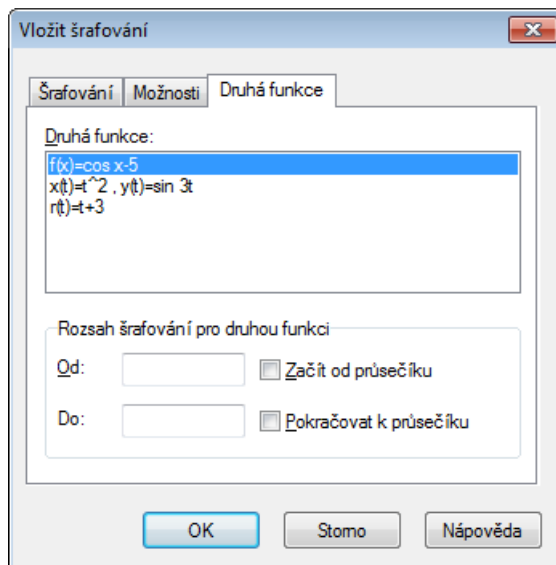 Vložit šrafování
Šrafování Možnosti Druhá funkce
Druhá funkce:
f(x)=cos x-5
x(t)=t^2 , y(t)=sin 3t
r(t)=t+3
Rozsah šrafování pro druhou funkci
Od: Začít od průsečíku
Do: Pokračovat k průsečíku
OK Storno Nápověda